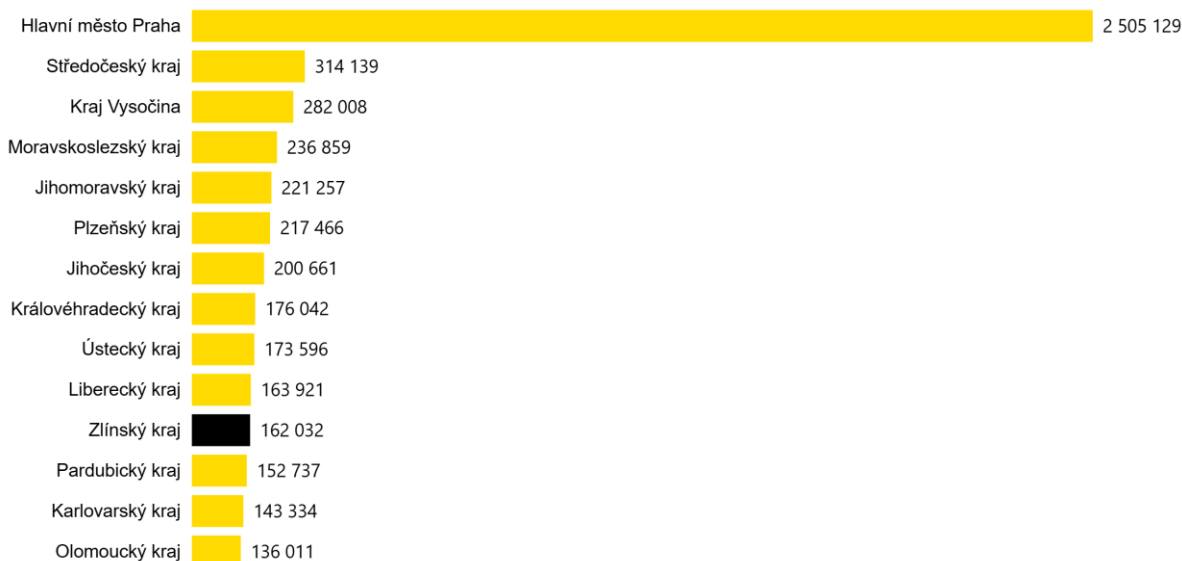 Hlavní město Praha 2 505 129
Středočeský kraj 314 139
Kraj Vysočina 282 008
Moravskoslezský kraj 236 859
Jihomoravský kraj 221 257
Plzeňský kraj 217 466
Jihočeský kraj 200 661
Královéhradecký kraj 176 042
Ústecký kraj 173 596
Liberecký kraj 163 921
Zlínský kraj 162 032
Pardubický kraj 152 737
Karlovarský kraj 143 334
Olomoucký kraj 136 011